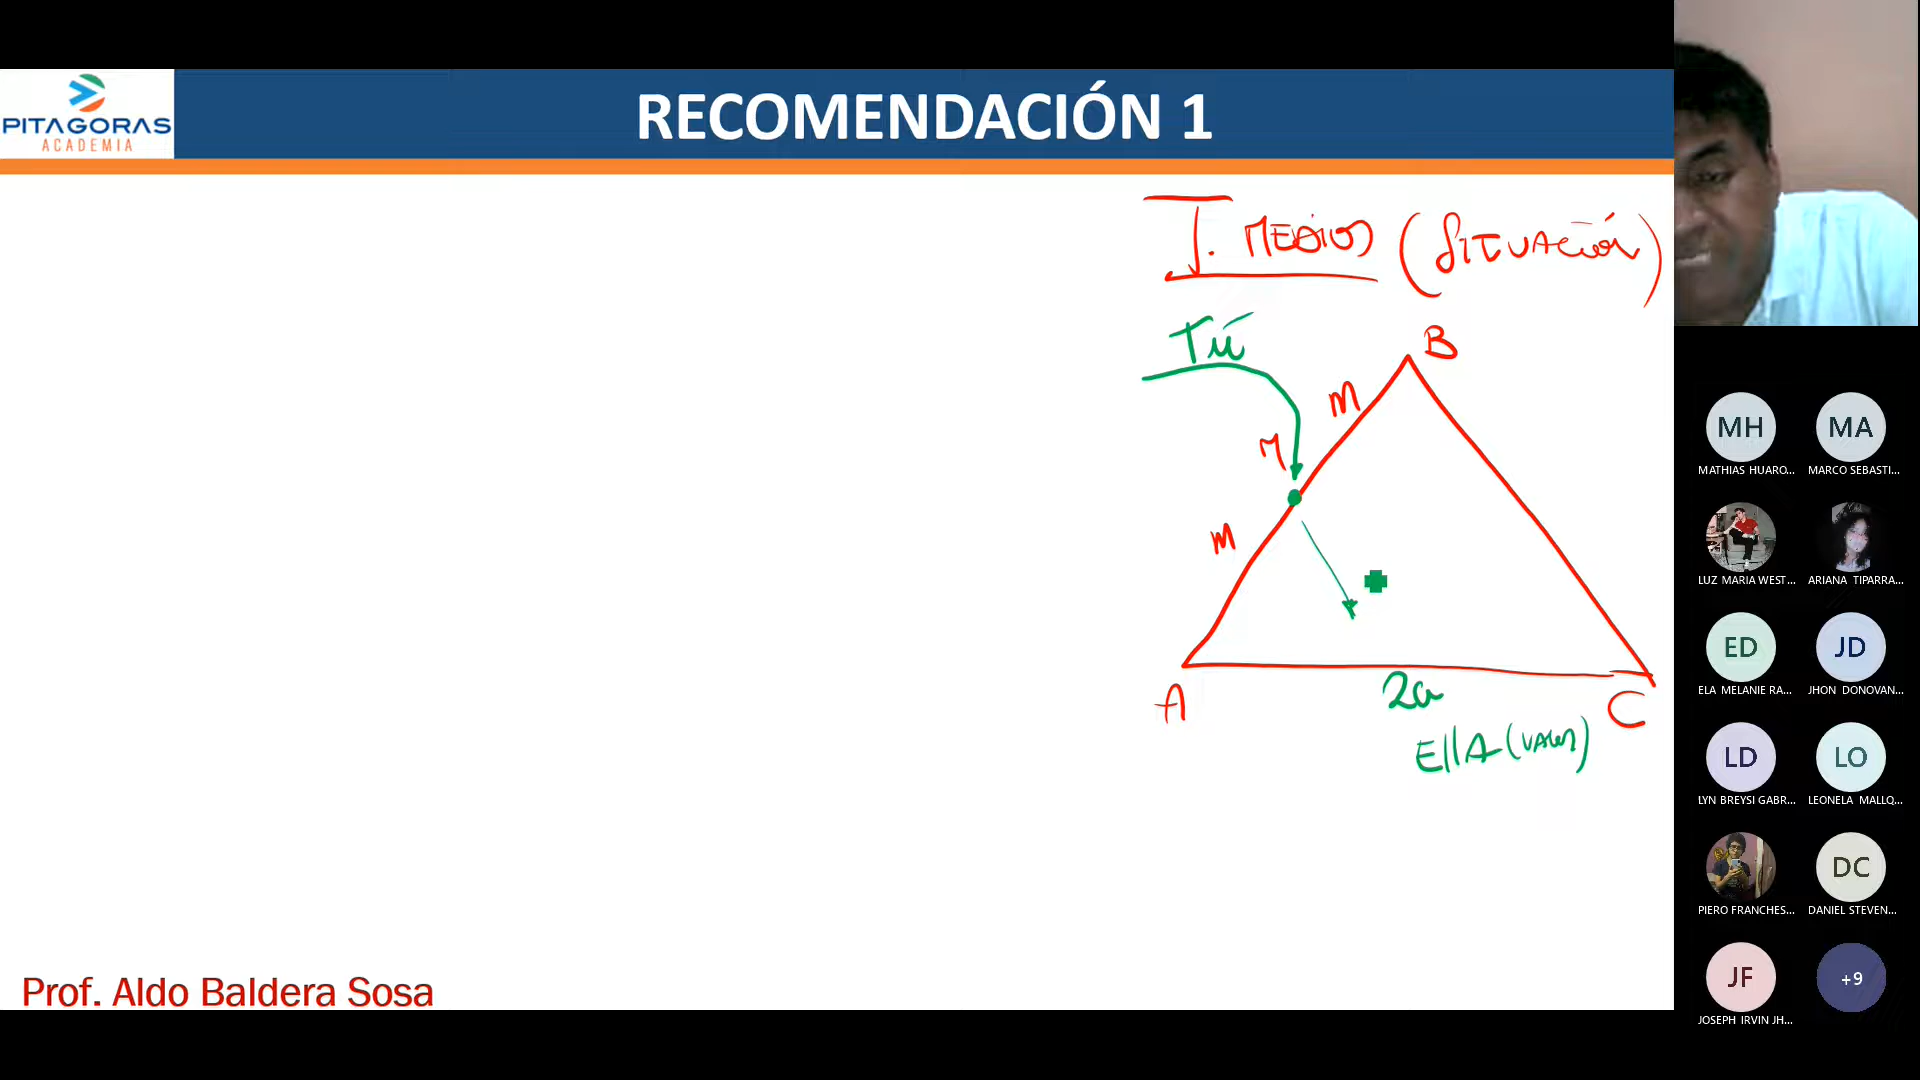 PITAGORAS
ACADEMIA
RECOMENDACIÓN 1
T. MEDIOS (SITUACIÓN)
TÚ
B
M
M
M
A
2a
C
Ella (VALOR)
Prof. Aldo Baldera Sosa
MH
MATHIAS HUARO...
MA
MARCO SEBASTI...
LUZ MARIA WEST...
ARIANA TIPARRA...
ED
ELA MELANIE RA...
JD
JHON DONOVAN...
LD
LYN BREYSI GABR...
LO
LEONELA MALLQ...
PIERO FRANCHES...
DC
DANIEL STEVEN...
JF
JOSEPH IRVIN JH...
+9